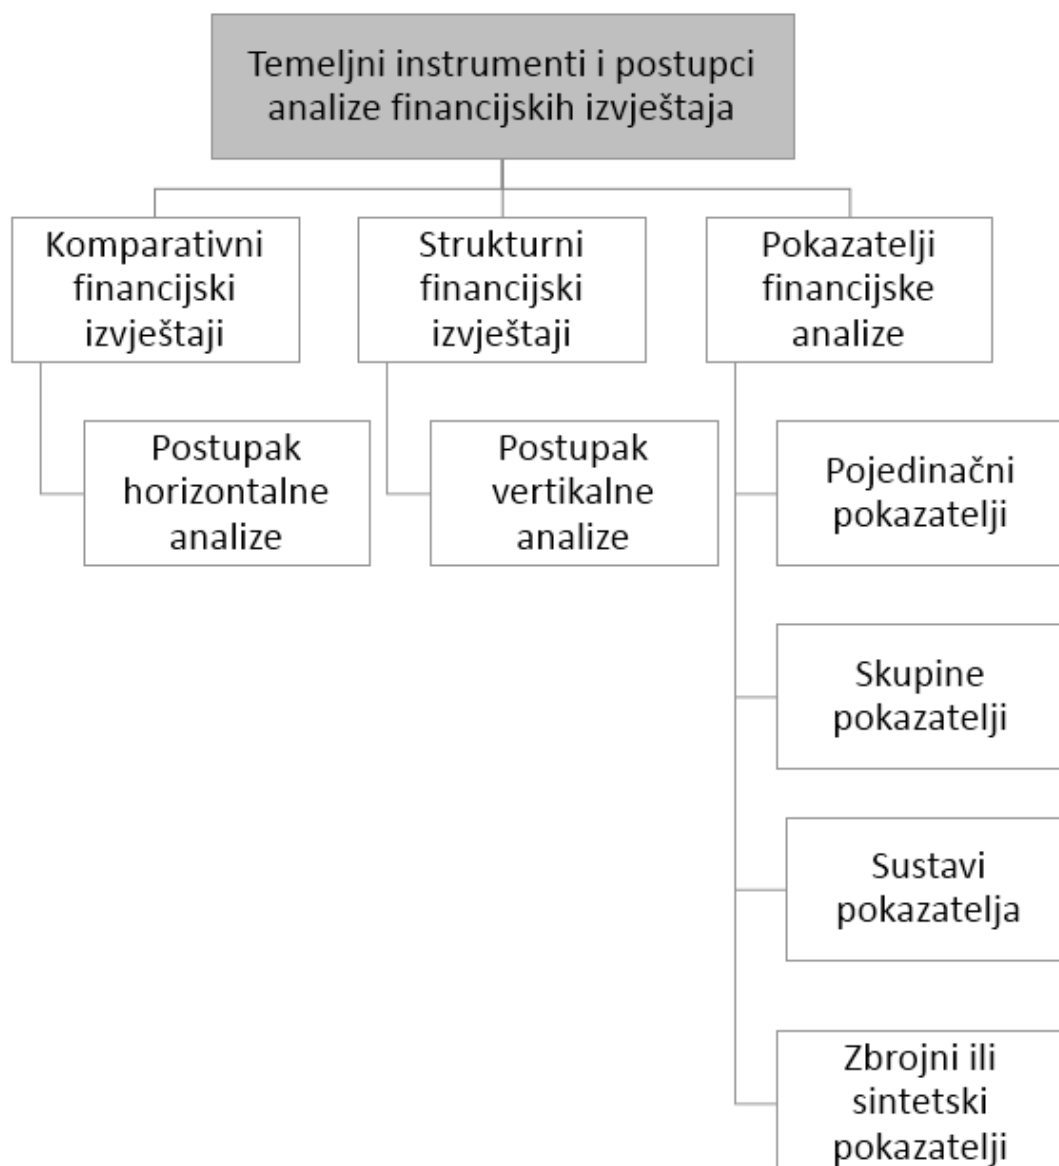 Temeljni instrumenti i postupci
analize financijskih izvještaja
Komparativni
financijski
izvještaji
Strukturni
financijski
izvještaji
Pokazatelji
financijske
analize
Postupak
horizontalne
analize
Postupak
vertikalne
analize
Pojedinačni
pokazatelji
Skupine
pokazatelji
Sustavi
pokazatelja
Zbrojni ili
sintetski
pokazatelji